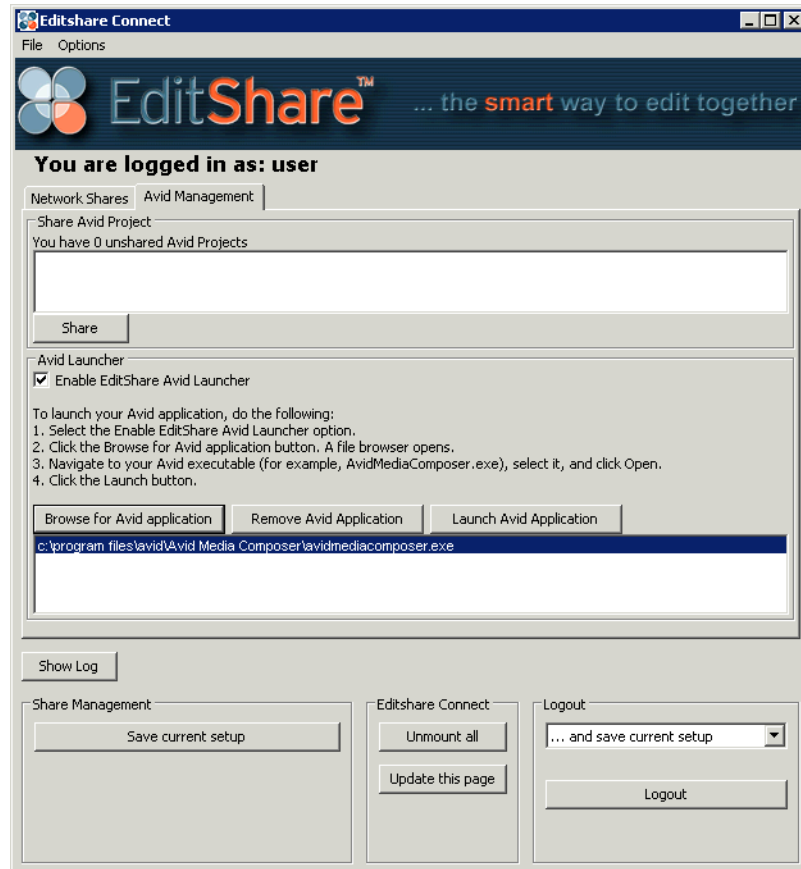 Editshare Connect
File Options
EditShare™ ... the smart way to edit together
You are logged in as: user
Network Shares Avid Management
Share Avid Project
You have 0 unshared Avid Projects
Share
Avid Launcher
Enable EditShare Avid Launcher
To launch your Avid application, do the following:
1. Select the Enable EditShare Avid Launcher option.
2. Click the Browse for Avid application button. A file browser opens.
3. Navigate to your Avid executable (for example, AvidMediaComposer.exe), select it, and click Open.
4. Click the Launch button.
Browse for Avid application Remove Avid Application Launch Avid Application
c:\program files\avid\Avid Media Composer\avidmediacomposer.exe
Show Log
Share Management Editshare Connect Logout
Save current setup Unmount all ... and save current setup
Update this page Logout